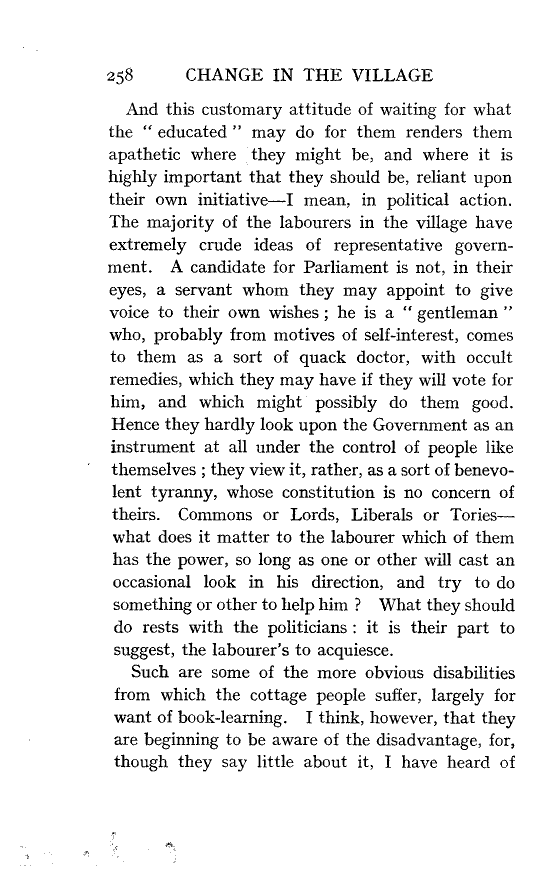 258 CHANGE IN THE VILLAGE
And this customary attitude of waiting for what
the “ educated ” may do for them renders them
apathetic where they might be, and where it is
highly important that they should be, reliant upon
their own initiative—I mean, in political action.
The majority of the labourers in the village have
extremely crude ideas of representative govern-
ment. A candidate for Parliament is not, in their
eyes, a servant whom they may appoint to give
voice to their own wishes ; he is a “ gentleman ”
who, probably from motives of self-interest, comes
to them as a sort of quack doctor, with occult
remedies, which they may have if they will vote for
him, and which might possibly do them good.
Hence they hardly look upon the Government as an
instrument at all under the control of people like
themselves ; they view it, rather, as a sort of benevo-
lent tyranny, whose constitution is no concern of
theirs. Commons or Lords, Liberals or Tories—
what does it matter to the labourer which of them
has the power, so long as one or other will cast an
occasional look in his direction, and try to do
something or other to help him ? What they should
do rests with the politicians : it is their part to
suggest, the labourer’s to acquiesce.
Such are some of the more obvious disabilities
from which the cottage people suffer, largely for
want of book-learning. I think, however, that they
are beginning to be aware of the disadvantage, for,
though they say little about it, I have heard of